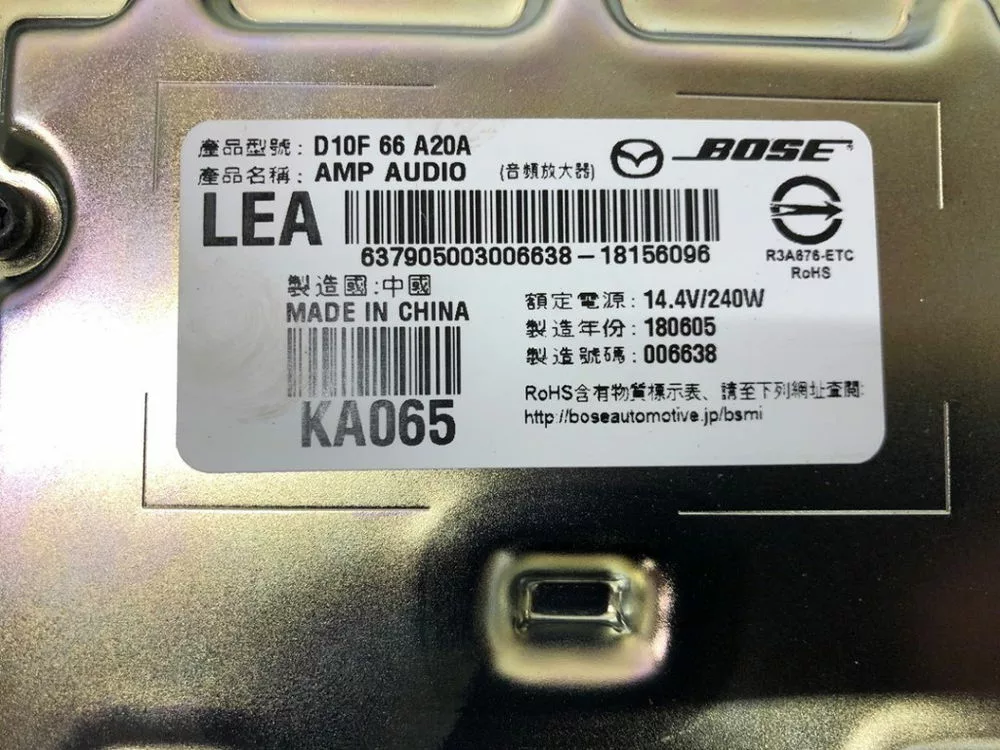 產品型號: D10F 66 A20A
產品名稱: AMP AUDIO (音頻放大器)
BOSE
LEA
637905003006638-18156096
R3A676-ETC
RoHS
製造國:中國
MADE IN CHINA
KA065
額定電源: 14.4V/240W
製造年份: 180605
製造號碼: 006638
RoHS含有物質標示表、請至下列網址查閱:
http://boseautomotive.jp/bsmi